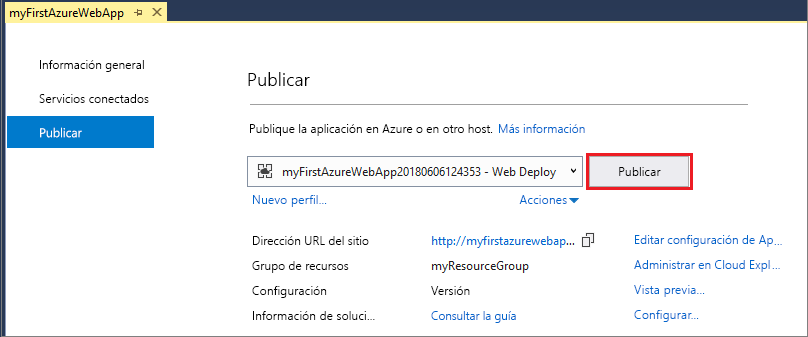 myFirstAzureWebApp
Información general
Servicios conectados
Publicar
Publicar
Publique la aplicación en Azure o en otro host. Más información
myFirstAzureWebApp20180606124353 - Web Deploy Publicar
Nuevo perfil... Acciones
Dirección URL del sitio http://myfirstazurewebap... Editar configuración de Ap...
Grupo de recursos myResourceGroup Administrar en Cloud Expl...
Configuración Versión Vista previa...
Información de soluci... Consultar la guía Configurar...